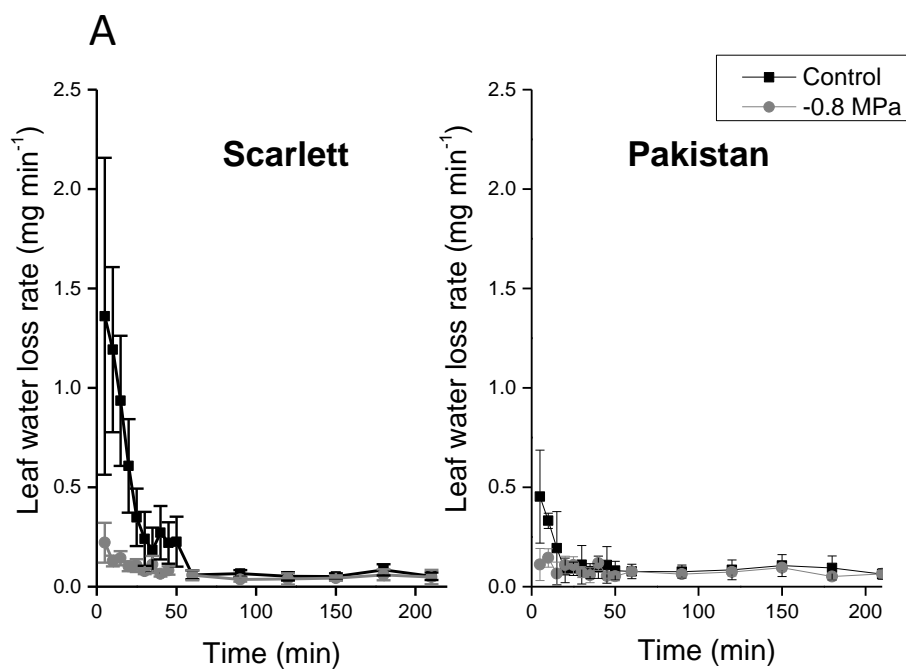 A
Control
-0.8 MPa
Scarlett
Leaf water loss rate (mg min⁻¹)
2.5
2.0
1.5
1.0
0.5
0.0
0 50 100 150 200
Time (min)
Pakistan
Leaf water loss rate (mg min⁻¹)
2.5
2.0
1.5
1.0
0.5
0.0
0 50 100 150 200
Time (min)